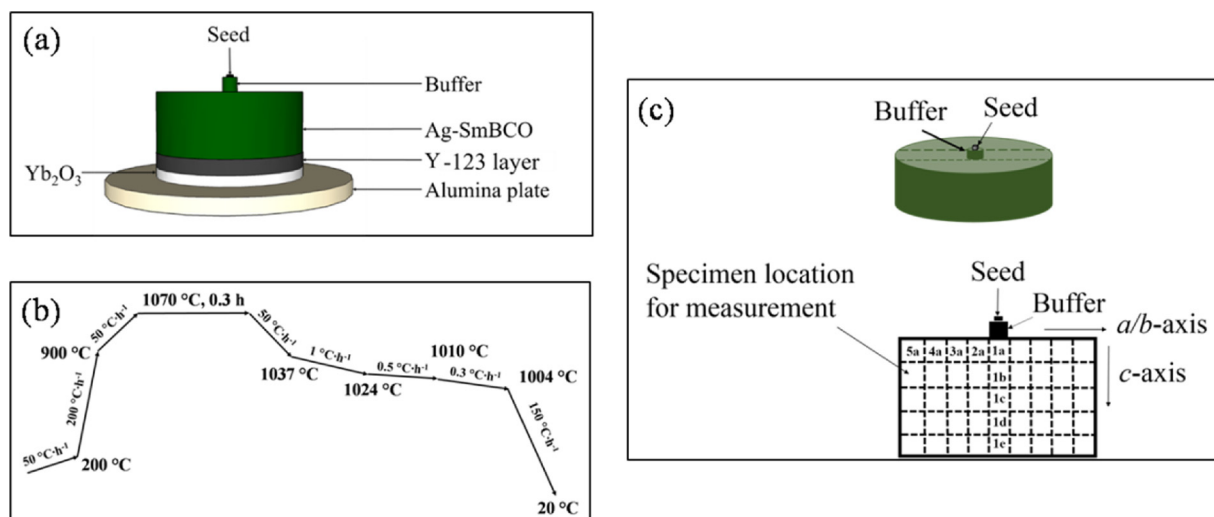 (a)
Seed
Buffer
Ag-SmBCO
Y-123 layer
Yb₂O₃
Alumina plate
(b)
50 °C·h⁻¹
200 °C
200 °C·h⁻¹
900 °C
50 °C·h⁻¹
1070 °C, 0.3 h
50 °C·h⁻¹
1037 °C
1 °C·h⁻¹
1024 °C
0.5 °C·h⁻¹
1010 °C
0.3 °C·h⁻¹
1004 °C
150 °C·h⁻¹
20 °C
(c)
Buffer
Seed
Specimen location
for measurement
Seed
Buffer
a/b-axis
c-axis
5a 4a 3a 2a 1a
1b
1c
1d
1e